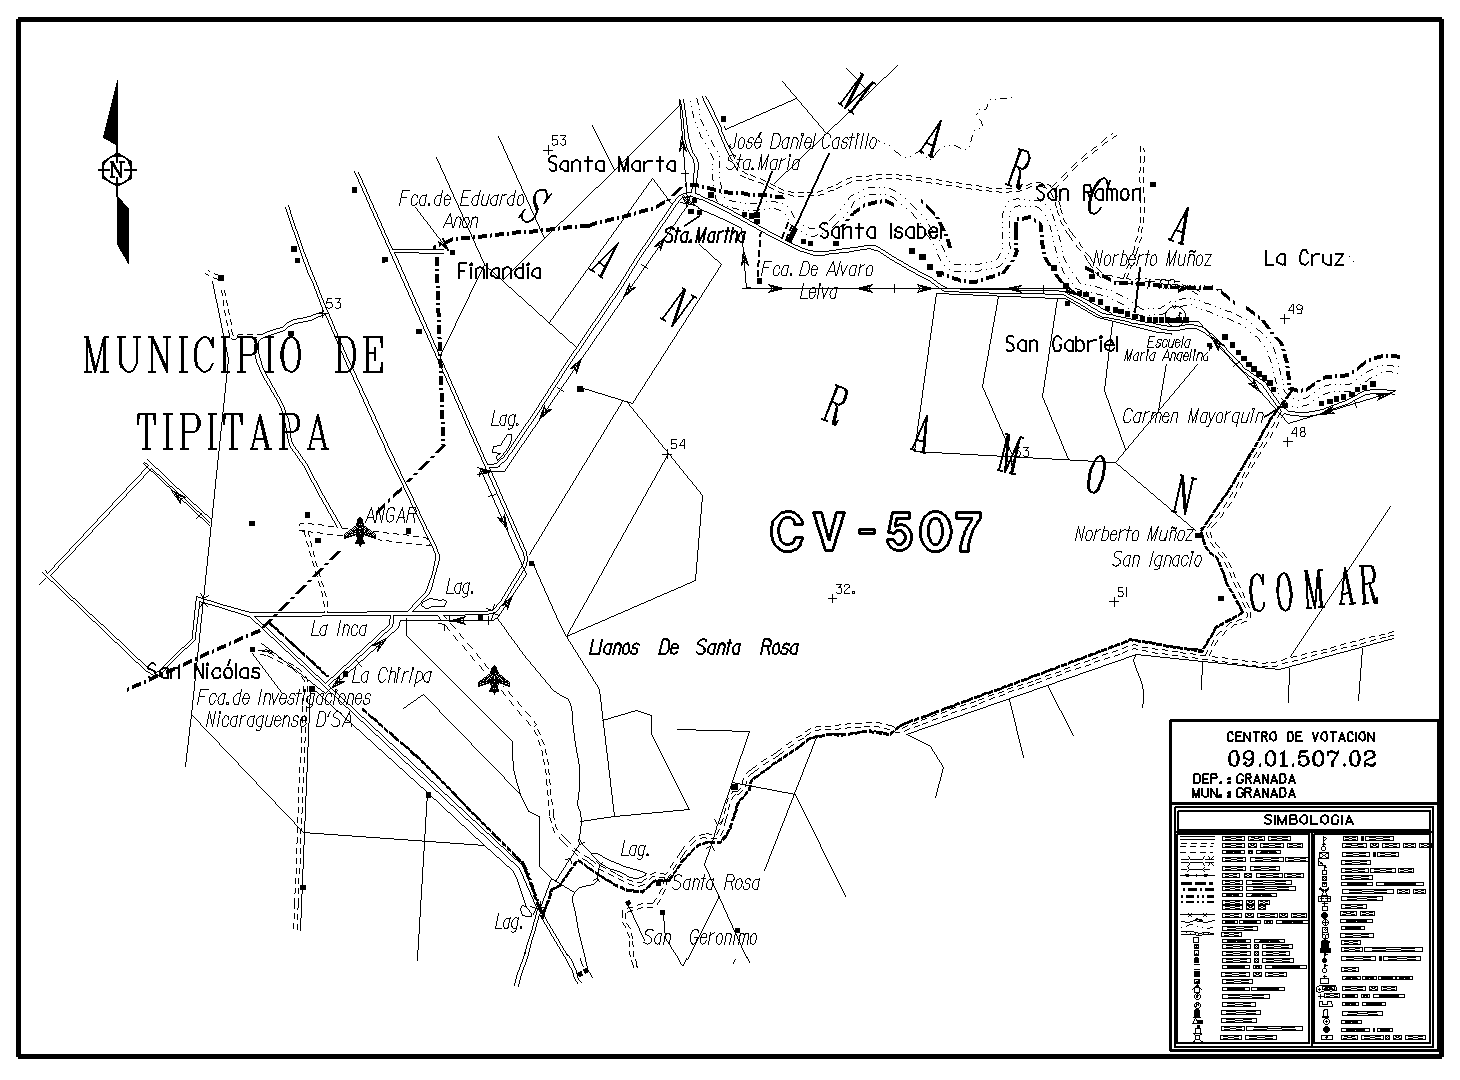 N
MUNICIPIO DE
TIPITAPA
SAN RAMON
COMARCA
COMAR
53
Santa Marta
José Daniel Castillo
Sta.Maria
San Ramon
Fca.de Eduardo
Anon
Sta.Martha
Santa Isabel
Norberto Muñoz
La Cruz
Finlandia
Fca. De Alvaro
Leiva
53
49
San Gabriel
Escuela
Maria Angelina
Carmen Mayorquin
48
Lag.
54
53
ANGAR
CV-507
Norberto Muñoz
San Ignacio
Lag.
32.
51
La Inca
Llanos De Santa Rosa
San Nicólas
La Chiripa
Fca.de Investigaciones
Nicaraguense D'SA
Lag.
Santa Rosa
Lag.
San Geronimo
CENTRO DE VOTACION
09.01.507.02
DEP. : GRANADA
MUN. : GRANADA
SIMBOLOGIA